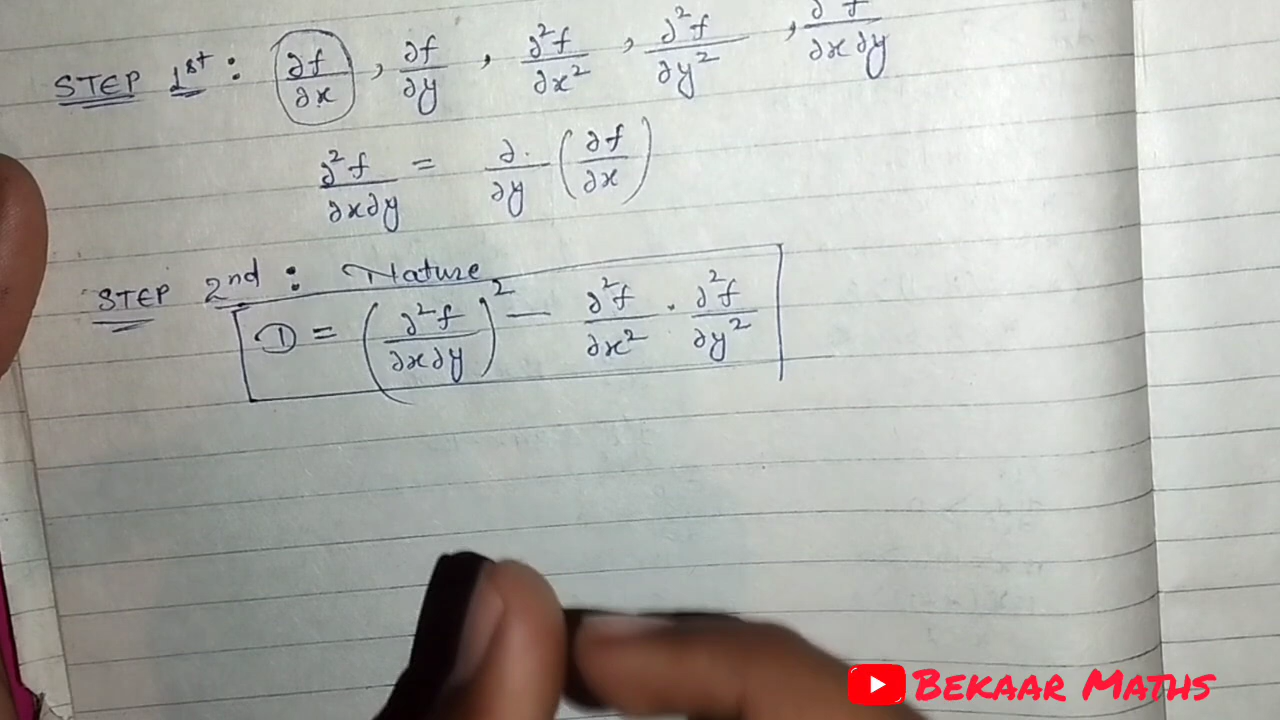 STEP 1st : ∂f/∂x , ∂f/∂y , ∂²f/∂x² , ∂²f/∂y² , ∂²f/∂x∂y
∂²f/∂x∂y = ∂/∂y (∂f/∂x)
STEP 2nd : Nature
D = (∂²f/∂x∂y)² − ∂²f/∂x² · ∂²f/∂y²
BEKAAR MATHS